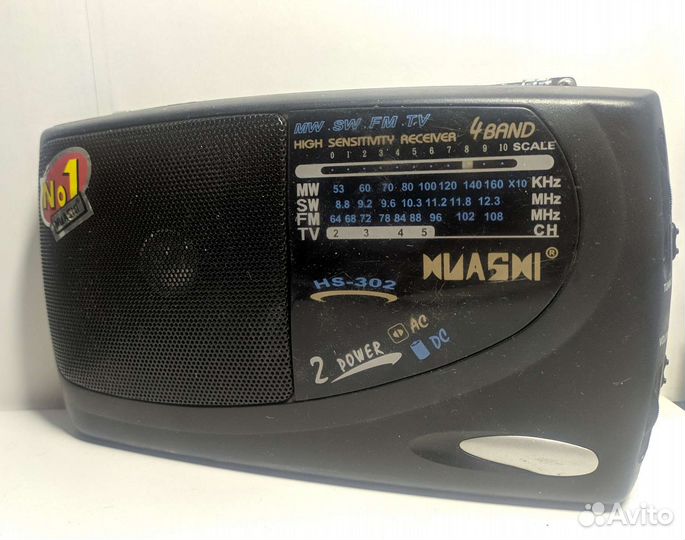 MW SW FM TV
4 BAND
HIGH SENSITIVITY RECEIVER
0 1 2 3 4 5 6 7 8 9 10 SCALE
MW 53 60 70 80 100 120 140 160 X10 KHz
SW 8.8 9.2 9.6 10.3 11.2 11.8 12.3 MHz
FM 64 68 72 78 84 88 96 102 108 MHz
TV 2 3 4 5 CH
No1
HUASHI®
HS-302
2 POWER AC
DC
Avito